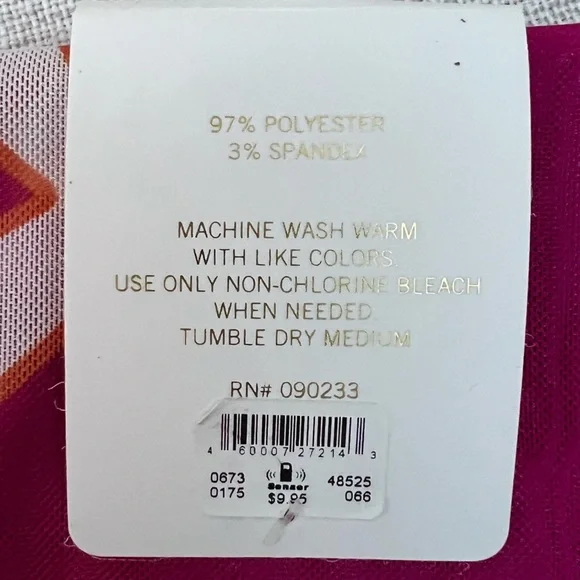 97% POLYESTER
3% SPANDEX
MACHINE WASH WARM
WITH LIKE COLORS.
USE ONLY NON-CHLORINE BLEACH
WHEN NEEDED.
TUMBLE DRY MEDIUM
RN# 090233
4 60007 27214 3
0673 Sensor 48525
0175 $9.95 066